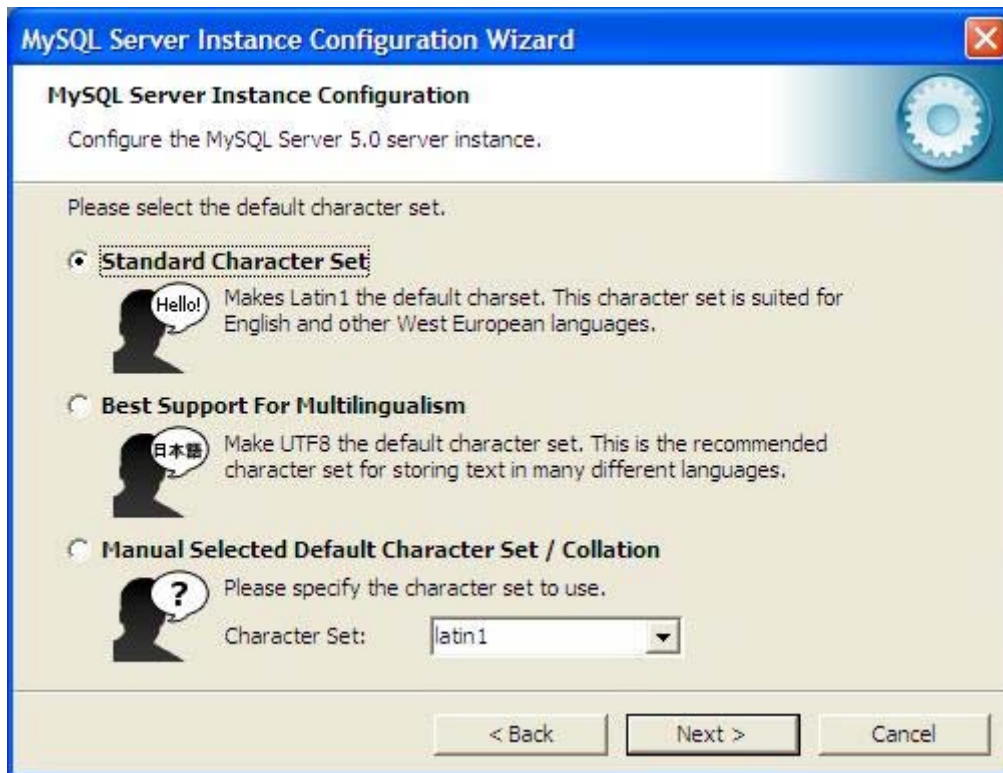 MySQL Server Instance Configuration Wizard
MySQL Server Instance Configuration
Configure the MySQL Server 5.0 server instance.
Please select the default character set.
Standard Character Set
Hello!
Makes Latin1 the default charset. This character set is suited for
English and other West European languages.
Best Support For Multilingualism
日本語
Make UTF8 the default character set. This is the recommended
character set for storing text in many different languages.
Manual Selected Default Character Set / Collation
?
Please specify the character set to use.
Character Set: latin1
< Back Next > Cancel